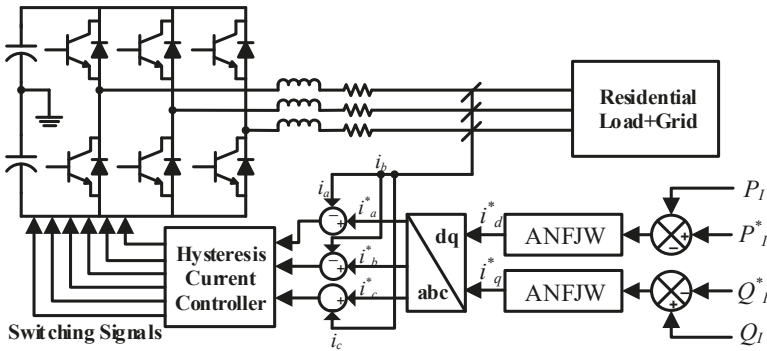 Residential
Load+Grid
i_b
i_a
i*_a
i*_b
i*_c
i_c
dq
abc
i*_d
i*_q
ANFJW
ANFJW
P_I
P*_I
Q*_I
Q_I
− +
− +
+
− +
− +
Hysteresis
Current
Controller
Switching Signals